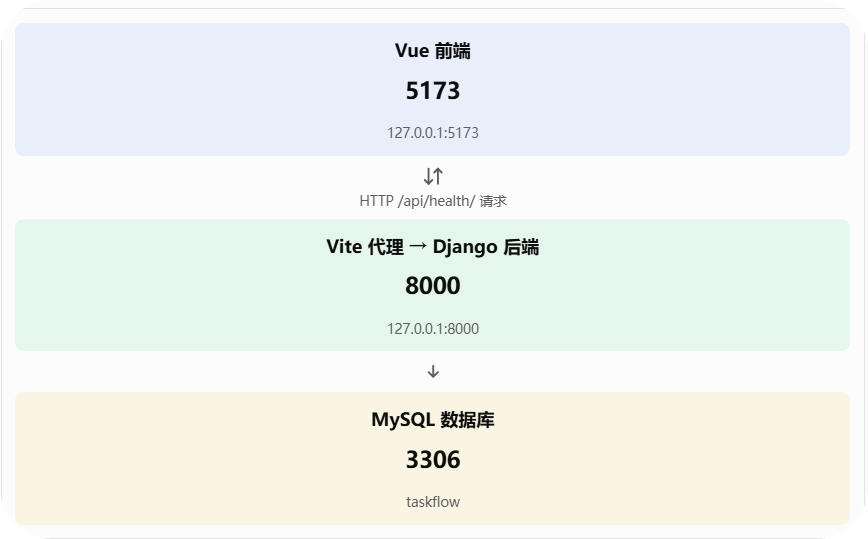 Vue 前端
5173
127.0.0.1:5173
↓↑
HTTP /api/health/ 请求
Vite 代理 → Django 后端
8000
127.0.0.1:8000
↓
MySQL 数据库
3306
taskflow